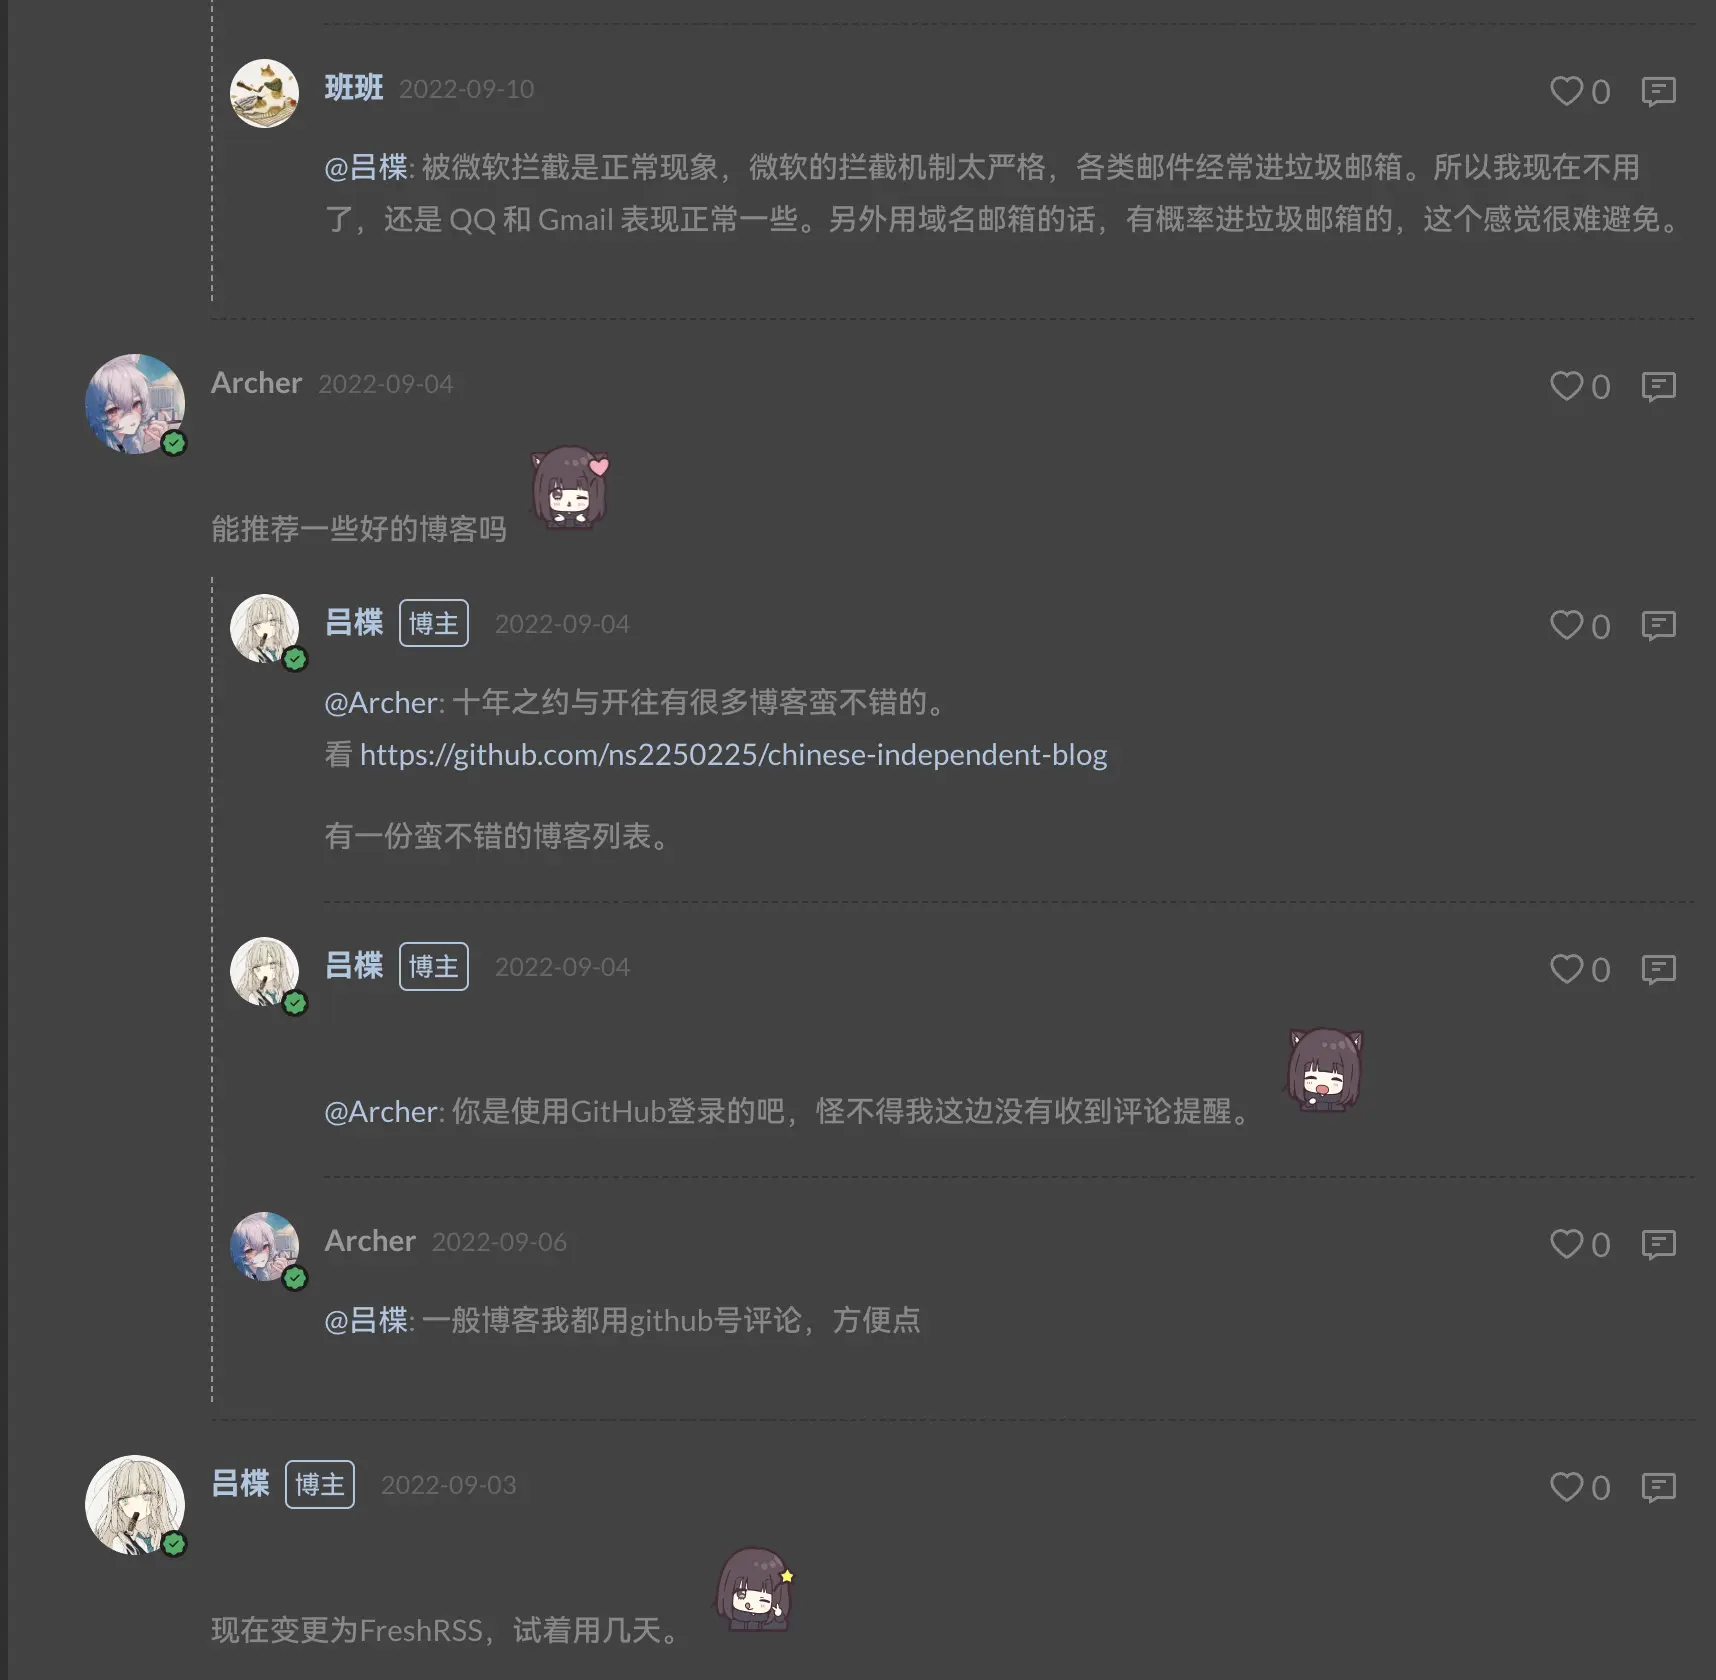 班班 2022-09-10 0
@吕楪: 被微软拦截是正常现象，微软的拦截机制太严格，各类邮件经常进垃圾邮箱。所以我现在不用
了，还是 QQ 和 Gmail 表现正常一些。另外用域名邮箱的话，有概率进垃圾邮箱的，这个感觉很难避免。
Archer 2022-09-04 0
能推荐一些好的博客吗
吕楪 博主 2022-09-04 0
@Archer: 十年之约与开往有很多博客蛮不错的。
看 https://github.com/ns2250225/chinese-independent-blog
有一份蛮不错的博客列表。
吕楪 博主 2022-09-04 0
@Archer: 你是使用GitHub登录的吧，怪不得我这边没有收到评论提醒。
Archer 2022-09-06 0
@吕楪: 一般博客我都用github号评论，方便点
吕楪 博主 2022-09-03 0
现在变更为FreshRSS，试着用几天。